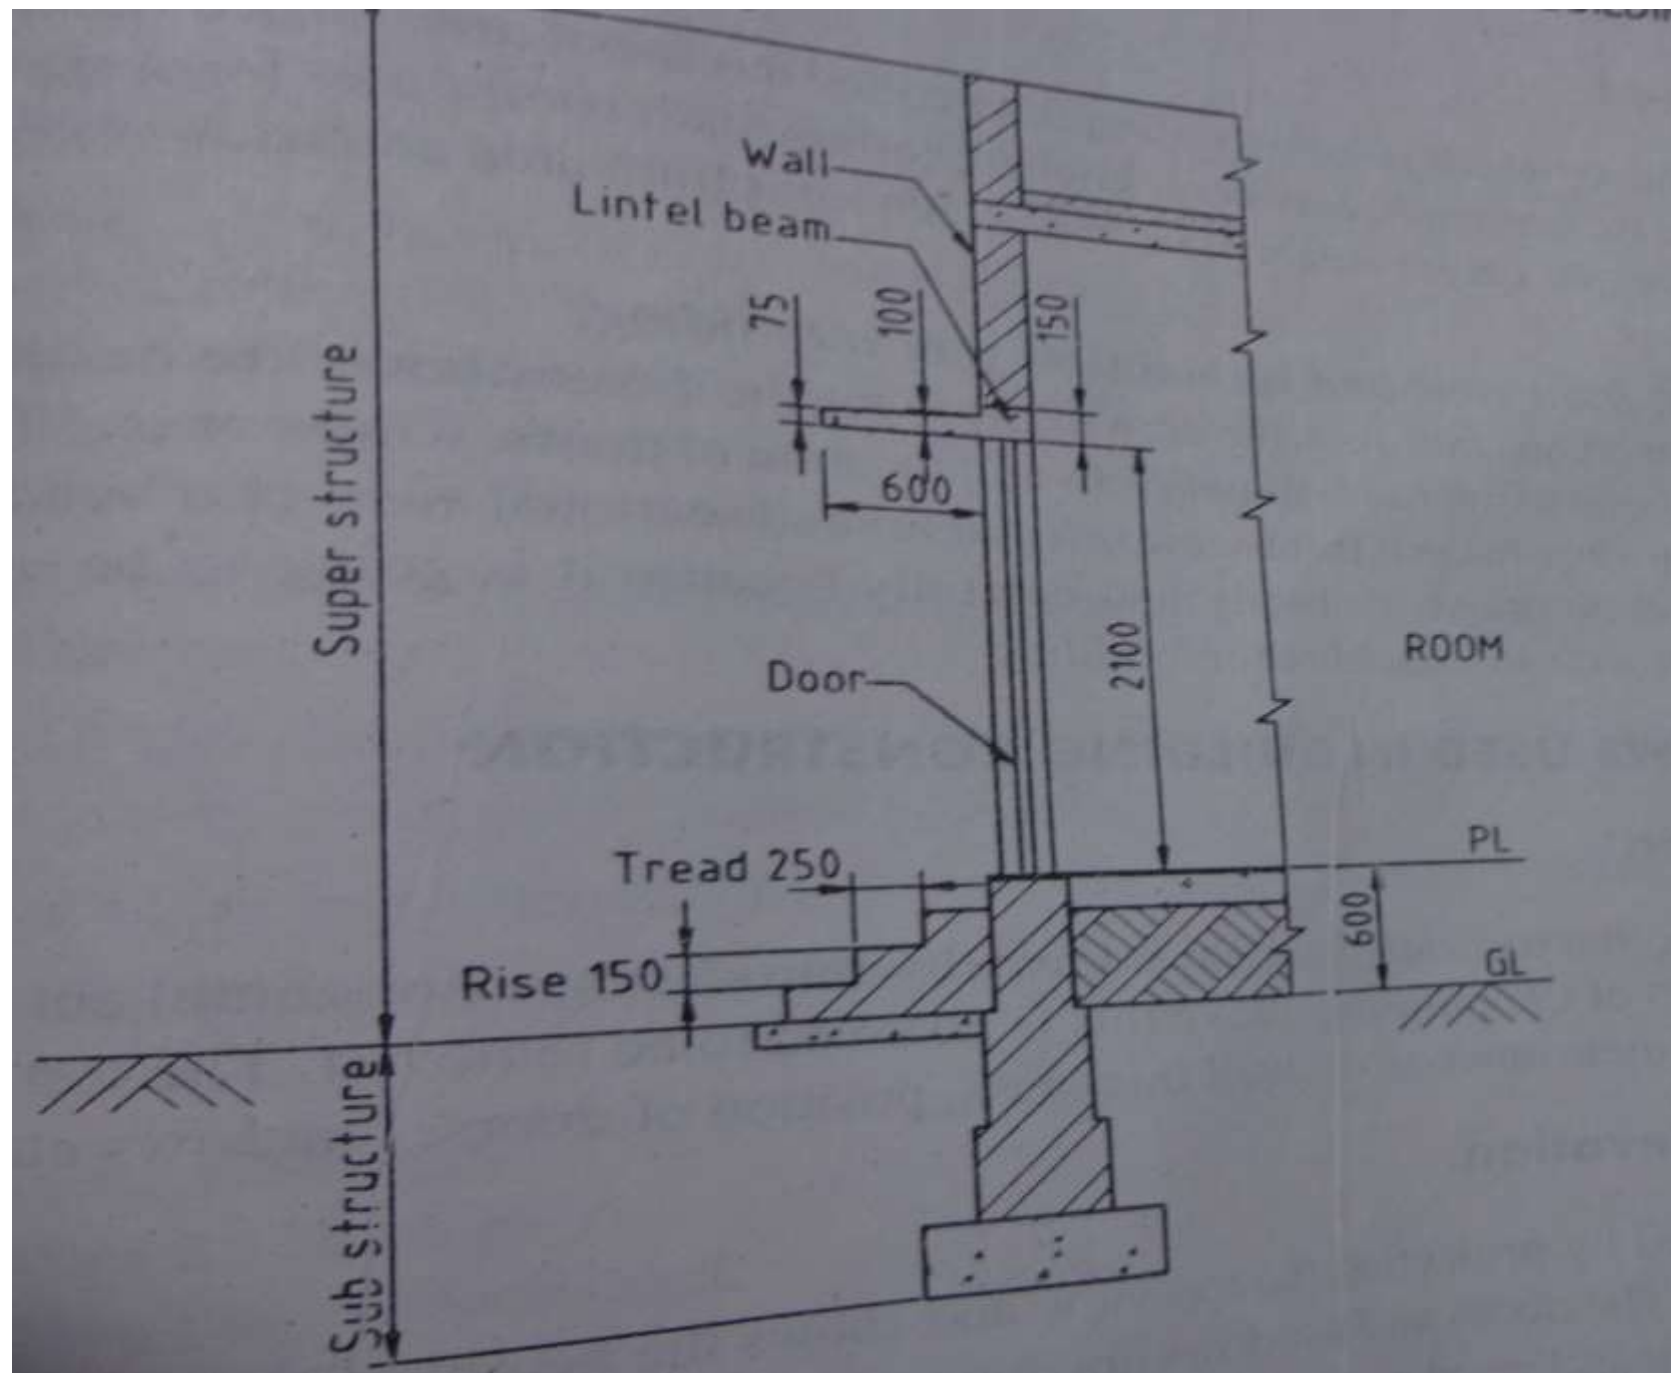 Wall
Lintel beam
75
100
150
600
Super structure
2100
ROOM
Door
PL
Tread 250
600
Rise 150
GL
Sub structure